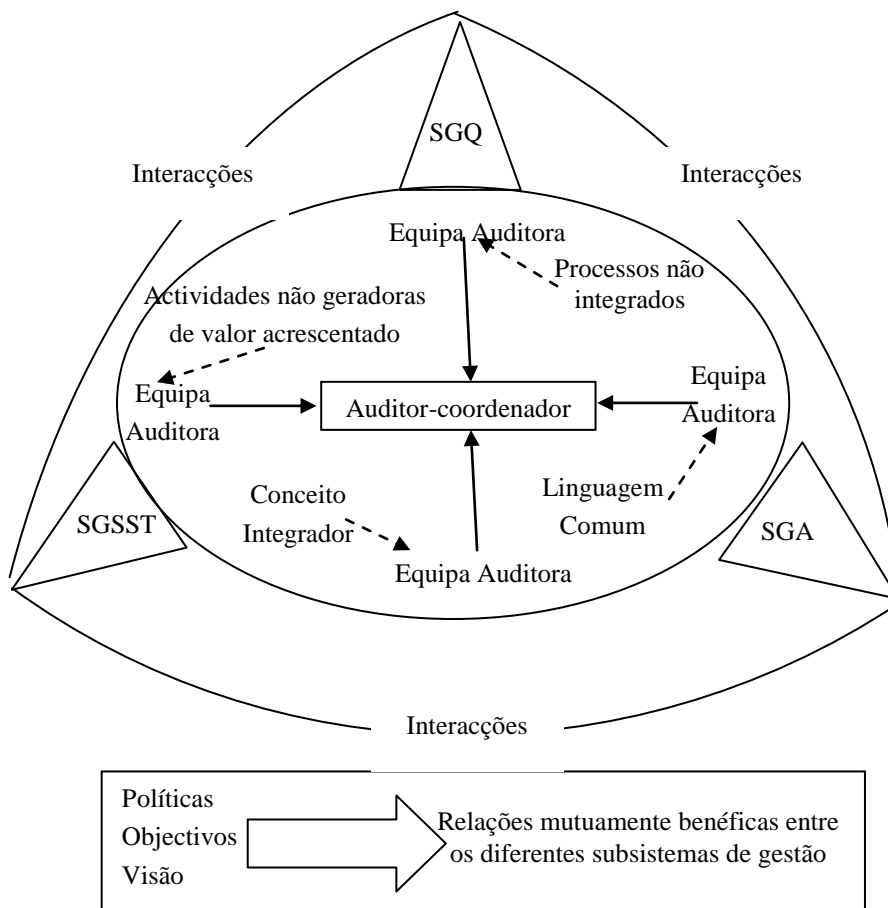 SGQ
Interacções
Interacções
Equipa Auditora
Processos não
integrados
Actividades não geradoras
de valor acrescentado
Equipa
Auditora
Auditor-coordenador
Equipa
Auditora
Conceito
Integrador
Linguagem
Comum
SGSST
SGA
Equipa Auditora
Interacções
Políticas
Objectivos
Visão
Relações mutuamente benéficas entre
os diferentes subsistemas de gestão